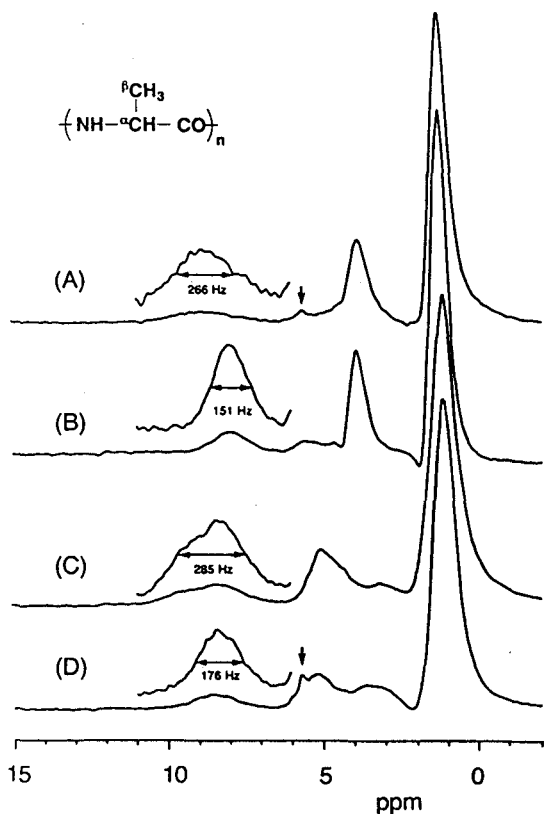 βCH3
(NH—αCH—CO)n
(A)
266 Hz
(B)
151 Hz
(C)
285 Hz
(D)
176 Hz
15 10 5 0
ppm